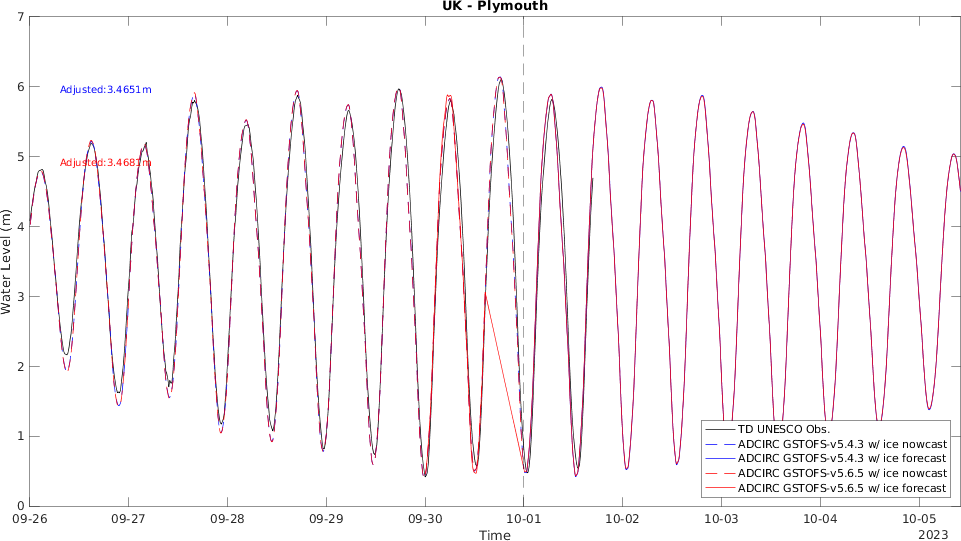 UK - Plymouth
7
6
5
4
3
2
1
0
Water Level (m)
Adjusted:3.4651m
Adjusted:3.4681m
TD UNESCO Obs.
ADCIRC GSTOFS-v5.4.3 w/ ice nowcast
ADCIRC GSTOFS-v5.4.3 w/ ice forecast
ADCIRC GSTOFS-v5.6.5 w/ ice nowcast
ADCIRC GSTOFS-v5.6.5 w/ ice forecast
09-26 09-27 09-28 09-29 09-30 10-01 10-02 10-03 10-04 10-05
Time
2023